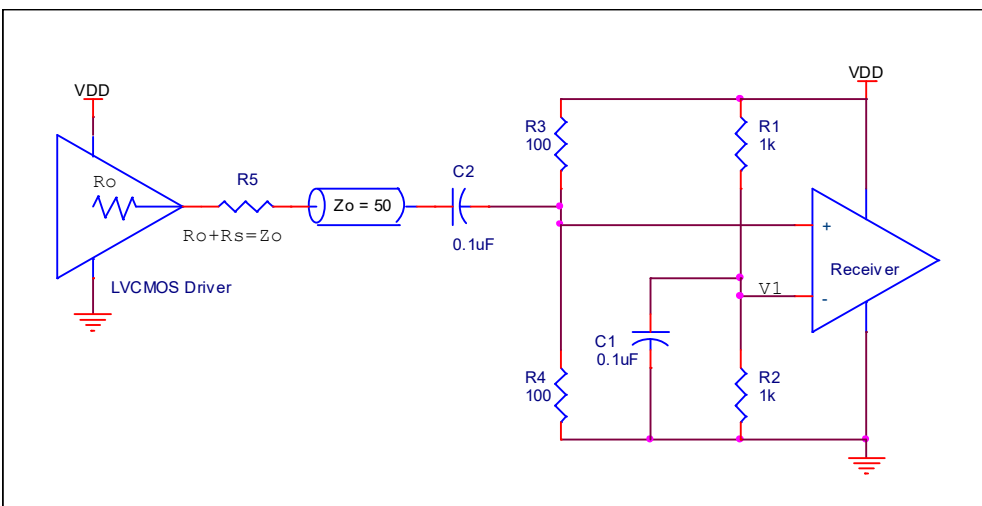 VDD
Ro
R5
Ro+Rs=Zo
LVCMOS Driver
Zo = 50
C2
0.1uF
VDD
R3
100
R1
1k
+
Receiver
V1
-
C1
0.1uF
R4
100
R2
1k